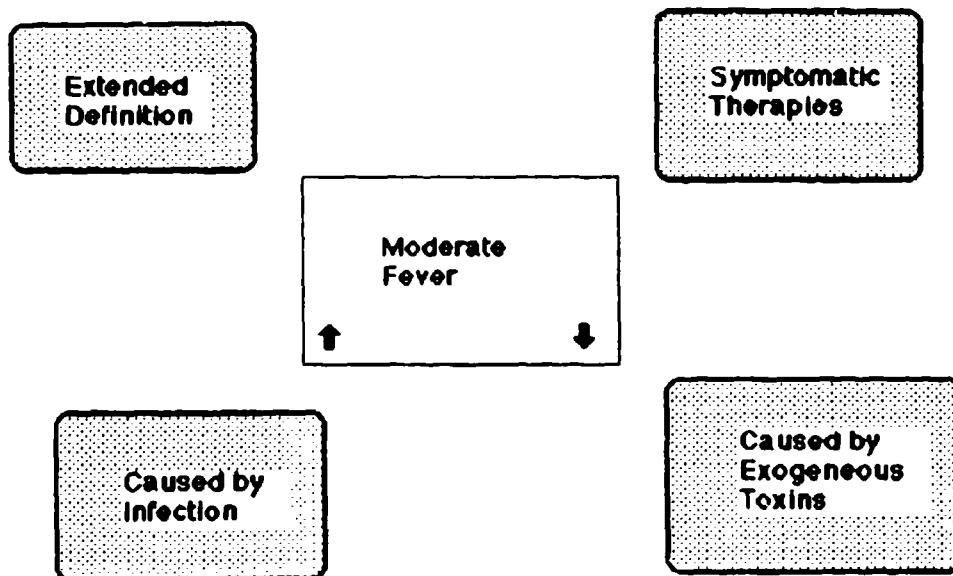 Extended
Definition
Symptomatic
Therapies
Moderate
Fever
Caused by
Infection
Caused by
Exogeneous
Toxins